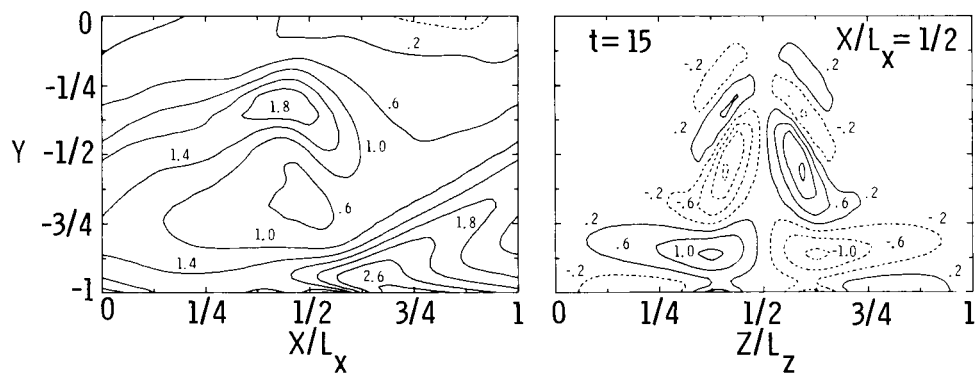 0
-1/4
Y -1/2
-3/4
-1
.2
.6
1.8
1.4
1.0
.6
1.0
1.8
1.4
2.6
0 1/4 1/2 3/4 1
X/Lx
t = 15 X/Lx = 1/2
-.2 .2
.2 -.2
-.2 -.6 .6 .2
.2 -.2
.6 -.6
1.0 -1.0
-.2 .2
0 1/4 1/2 3/4 1
Z/Lz